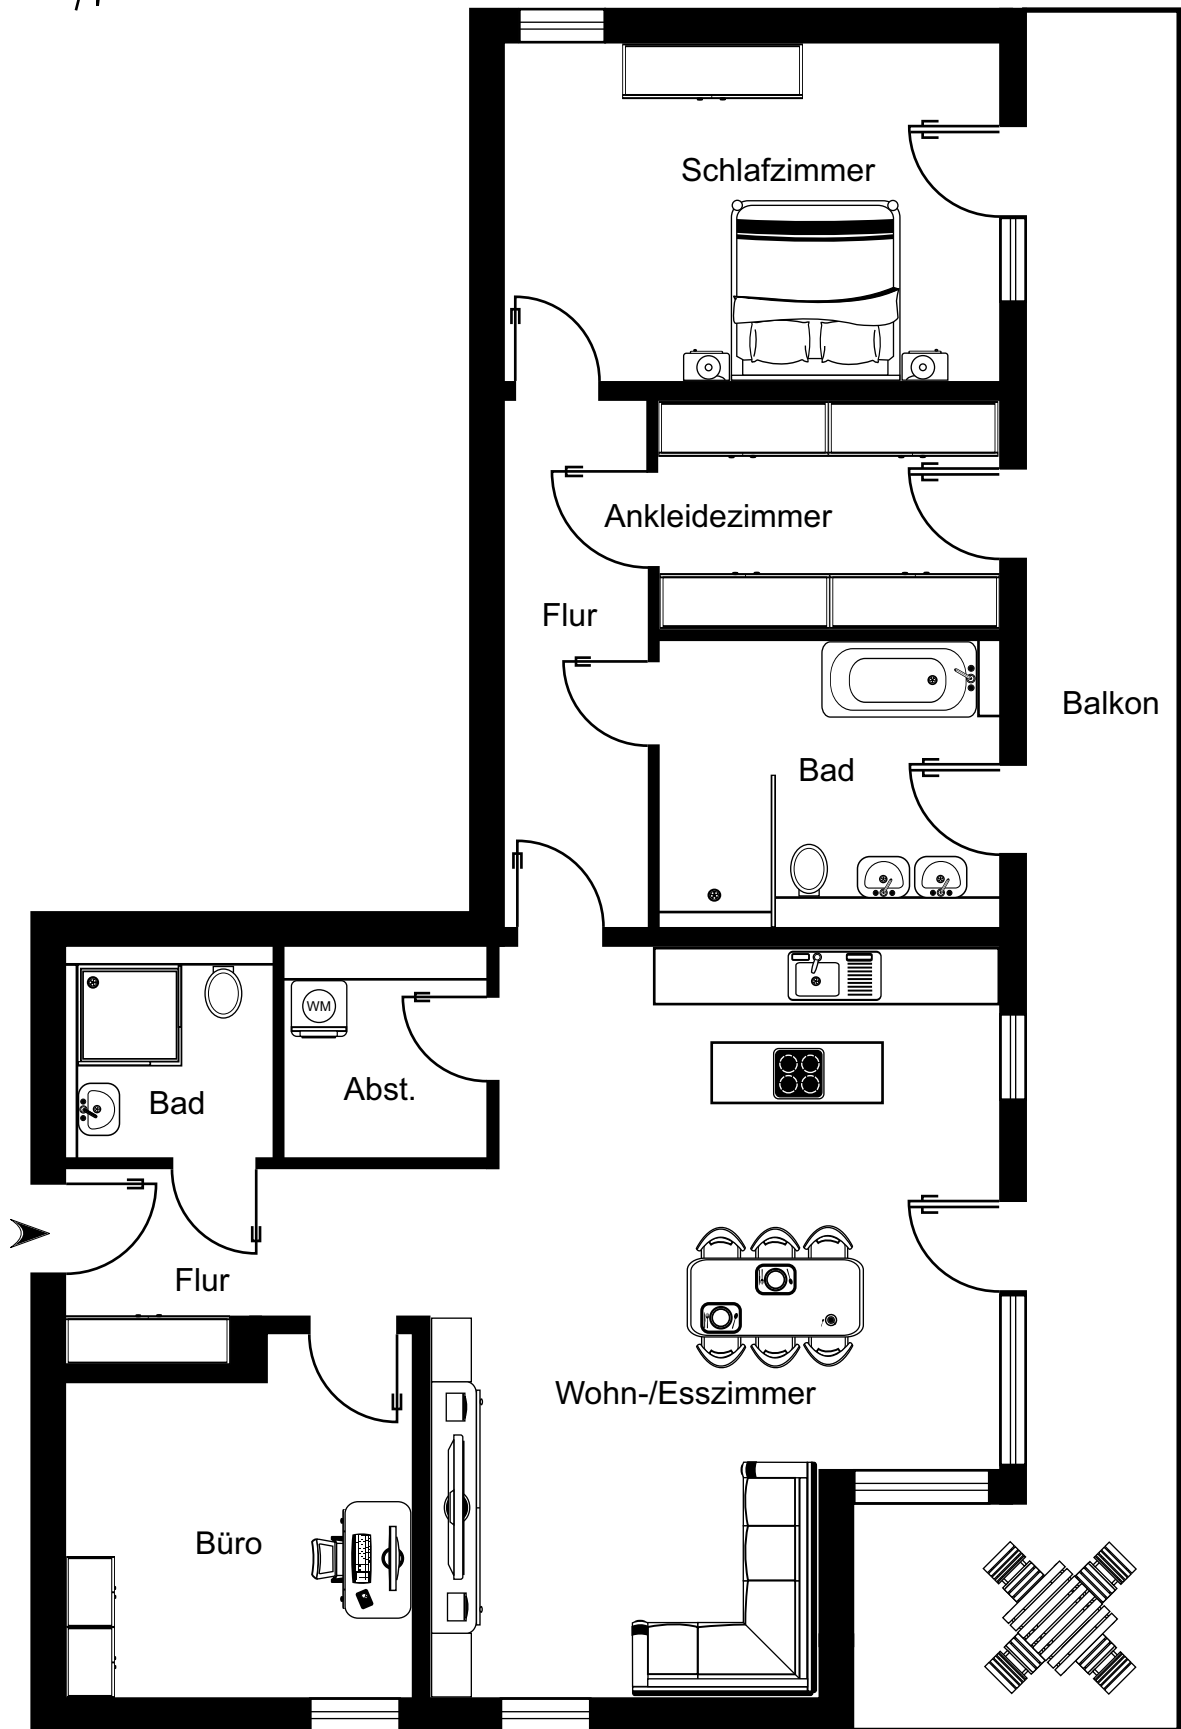 Schlafzimmer
Ankleidezimmer
Flur
Balkon
Bad
WM
Abst.
Bad
Flur
Wohn-/Esszimmer
Büro